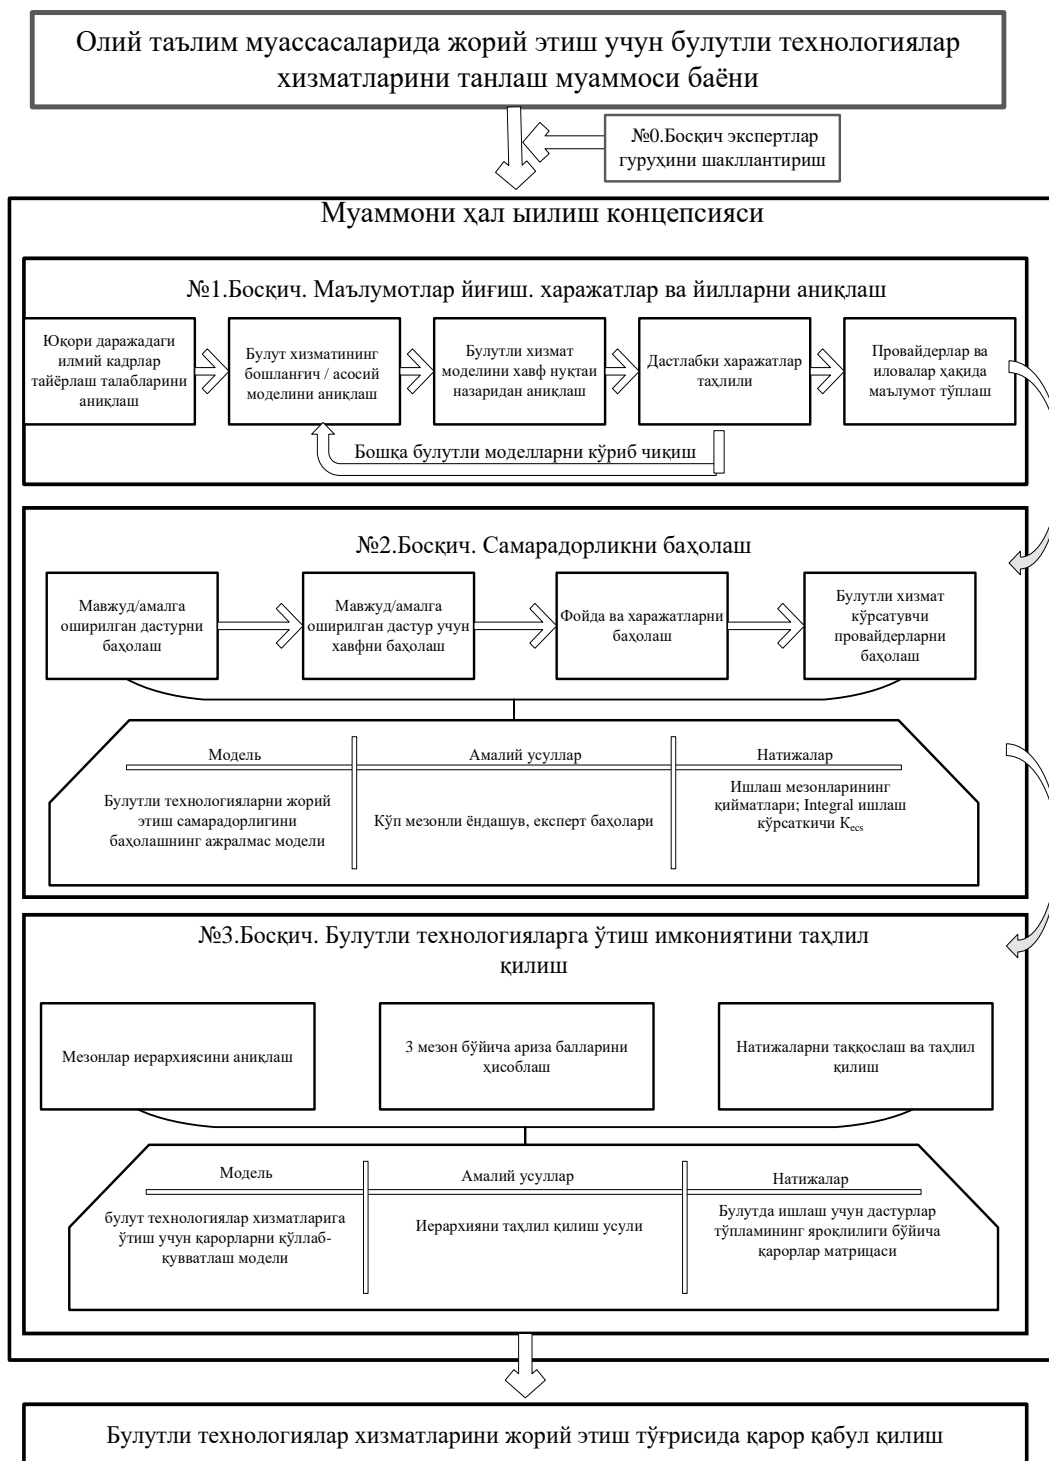 Олий таълим муассасаларида жорий этиш учун булутли технологиялар
хизматларини танлаш муаммоси баёни
№0.Босқич экспертлар
гуруҳини шакллантириш
Муаммони ҳал ыилиш концепсияси
№1.Босқич. Маълумотлар йиғиш. харажатлар ва йилларни аниқлаш
Юқори даражадаги
илмий кадрлар
тайёрлаш талабларини
аниқлаш
Булут хизматининг
бошланғич / асосий
моделини аниқлаш
Булутли хизмат
моделини хавф нуқтаи
назаридан аниқлаш
Дастлабки харажатлар
таҳлили
Провайдерлар ва
иловалар ҳақида
маълумот тўплаш
Бошқа булутли моделларни кўриб чиқиш
№2.Босқич. Самарадорликни баҳолаш
Мавжуд/амалга
оширилган дастурни
баҳолаш
Мавжуд/амалга
оширилган дастур учун
хавфни баҳолаш
Фойда ва харажатларни
баҳолаш
Булутли хизмат
кўрсатувчи
провайдерларни
баҳолаш
Модель
Амалий усуллар
Натижалар
Булутли технологияларни жорий
этиш самарадорлигини
баҳолашнинг ажралмас модели
Кўп мезонли ёндашув, експерт баҳолари
Ишлаш мезонларининг
қийматлари; Integral ишлаш
кўрсаткичи Kecs
№3.Босқич. Булутли технологияларга ўтиш имкониятини таҳлил
қилиш
Мезонлар иерархиясини аниқлаш
3 мезон бўйича ариза балларини
ҳисоблаш
Натижаларни таққослаш ва таҳлил
қилиш
Модель
Амалий усуллар
Натижалар
булут технологиялар хизматларига
ўтиш учун қарорларни қўллаб-
қувватлаш модели
Иерархияни таҳлил қилиш усули
Булутда ишлаш учун дастурлар
тўпламининг яроқлилиги бўйича
қарорлар матрицаси
Булутли технологиялар хизматларини жорий этиш тўғрисида қарор қабул қилиш